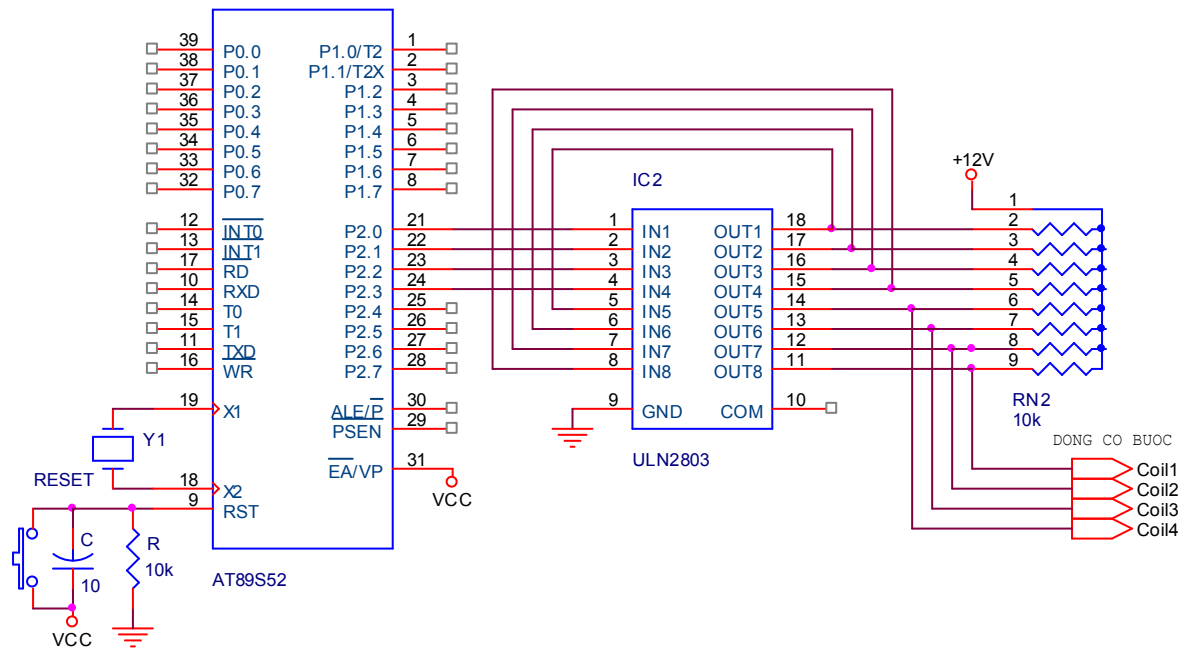 39 P0.0 P1.0/T2 1
38 P0.1 P1.1/T2X 2
37 P0.2 P1.2 3
36 P0.3 P1.3 4
35 P0.4 P1.4 5
34 P0.5 P1.5 6
33 P0.6 P1.6 7
32 P0.7 P1.7 8
12 INT0 P2.0 21
13 INT1 P2.1 22
17 RD P2.2 23
10 RXD P2.3 24
14 T0 P2.4 25
15 T1 P2.5 26
11 TXD P2.6 27
16 WR P2.7 28
19 X1 ALE/P 30
PSEN 29
EA/VP 31
VCC
18 X2
9 RST
Y1
RESET
C
10
R
10k
VCC
AT89S52
IC2
1 IN1 OUT1 18
2 IN2 OUT2 17
3 IN3 OUT3 16
4 IN4 OUT4 15
5 IN5 OUT5 14
6 IN6 OUT6 13
7 IN7 OUT7 12
8 IN8 OUT8 11
9 GND COM 10
ULN2803
+12V
1
2
3
4
5
6
7
8
9
RN2
10k
DONG CO BUOC
Coil1
Coil2
Coil3
Coil4